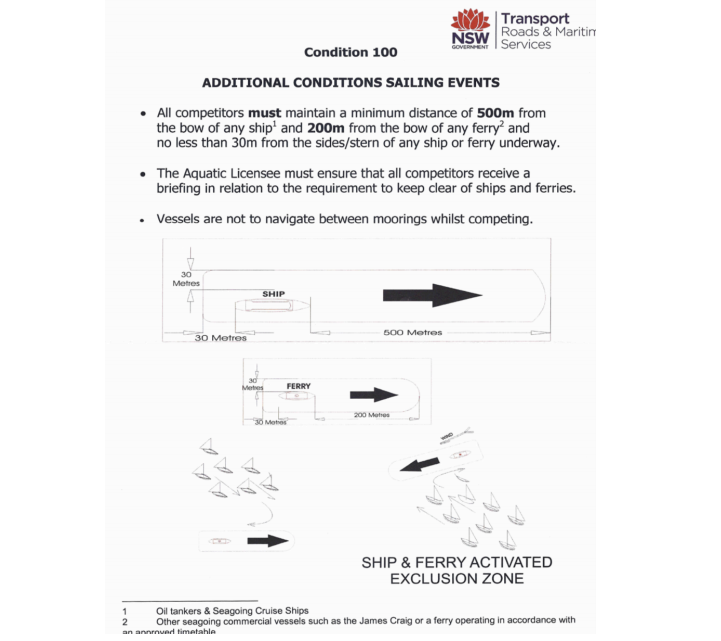 Transport
Roads & Maritim
Services
NSW
GOVERNMENT
Condition 100
ADDITIONAL CONDITIONS SAILING EVENTS
• All competitors must maintain a minimum distance of 500m from
the bow of any ship¹ and 200m from the bow of any ferry² and
no less than 30m from the sides/stern of any ship or ferry underway.
• The Aquatic Licensee must ensure that all competitors receive a
briefing in relation to the requirement to keep clear of ships and ferries.
• Vessels are not to navigate between moorings whilst competing.
30
Metres
SHIP
30 Metres
500 Metres
30
Metres
FERRY
30 Metres
200 Metres
WIND
SHIP & FERRY ACTIVATED
EXCLUSION ZONE
1 Oil tankers & Seagoing Cruise Ships
2 Other seagoing commercial vessels such as the James Craig or a ferry operating in accordance with
an approved timetable